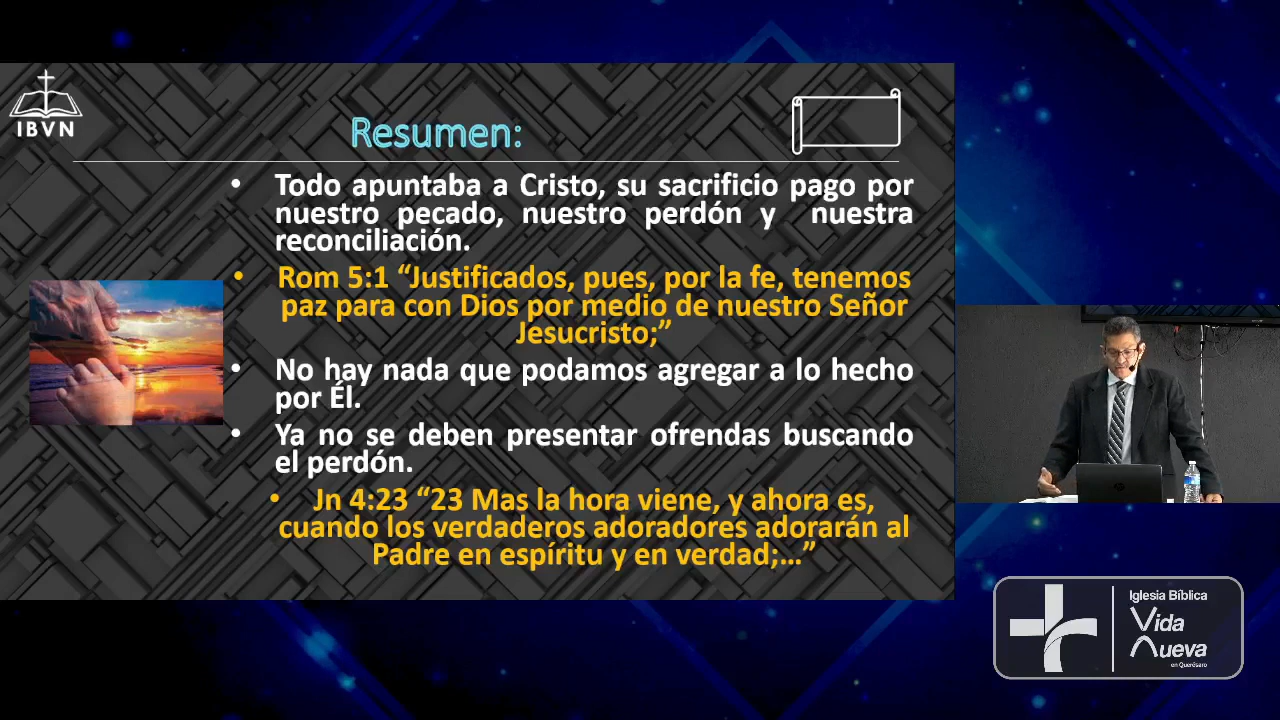 IBVN
Resumen:
• Todo apuntaba a Cristo, su sacrificio pago por
nuestro pecado, nuestro perdón y nuestra
reconciliación.
• Rom 5:1 “Justificados, pues, por la fe, tenemos
paz para con Dios por medio de nuestro Señor
Jesucristo;”
• No hay nada que podamos agregar a lo hecho
por Él.
• Ya no se deben presentar ofrendas buscando
el perdón.
• Jn 4:23 “23 Mas la hora viene, y ahora es,
cuando los verdaderos adoradores adorarán al
Padre en espíritu y en verdad;...”
Iglesia Bíblica
Vida
Nueva
en Querétaro